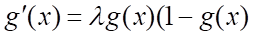 g′(x) = λg(x)(1− g(x)